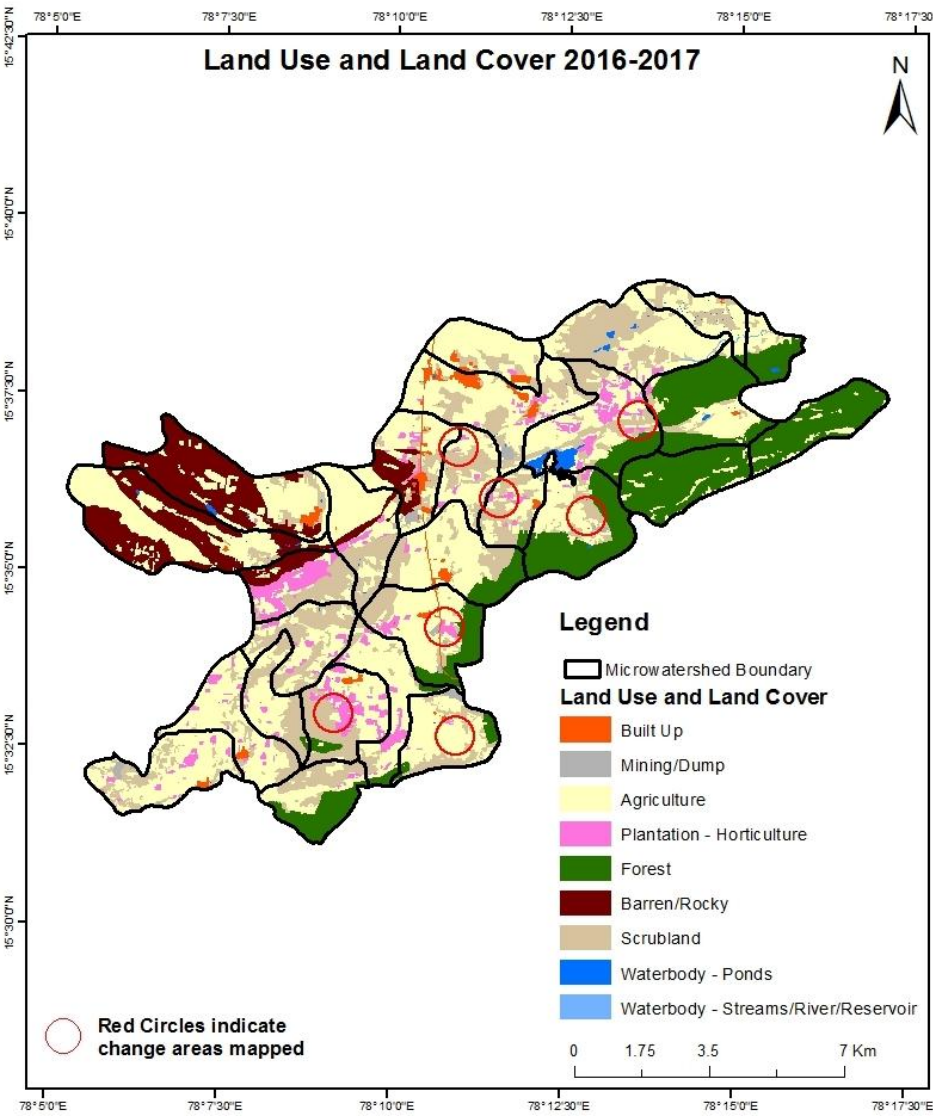 78°5'0"E 78°7'30"E 78°10'0"E 78°12'30"E 78°15'0"E 78°17'30
15°42'30"N
Land Use and Land Cover 2016-2017
N
15°40'0"N
15°37'30"N
15°35'0"N
15°32'30"N
15°30'0"N
Legend
Microwatershed Boundary
Land Use and Land Cover
Built Up
Mining/Dump
Agriculture
Plantation - Horticulture
Forest
Barren/Rocky
Scrubland
Waterbody - Ponds
Waterbody - Streams/River/Reservoir
Red Circles indicate
change areas mapped
0 1.75 3.5 7 Km
78°5'0"E 78°7'30"E 78°10'0"E 78°12'30"E 78°15'0"E 78°17'30"E